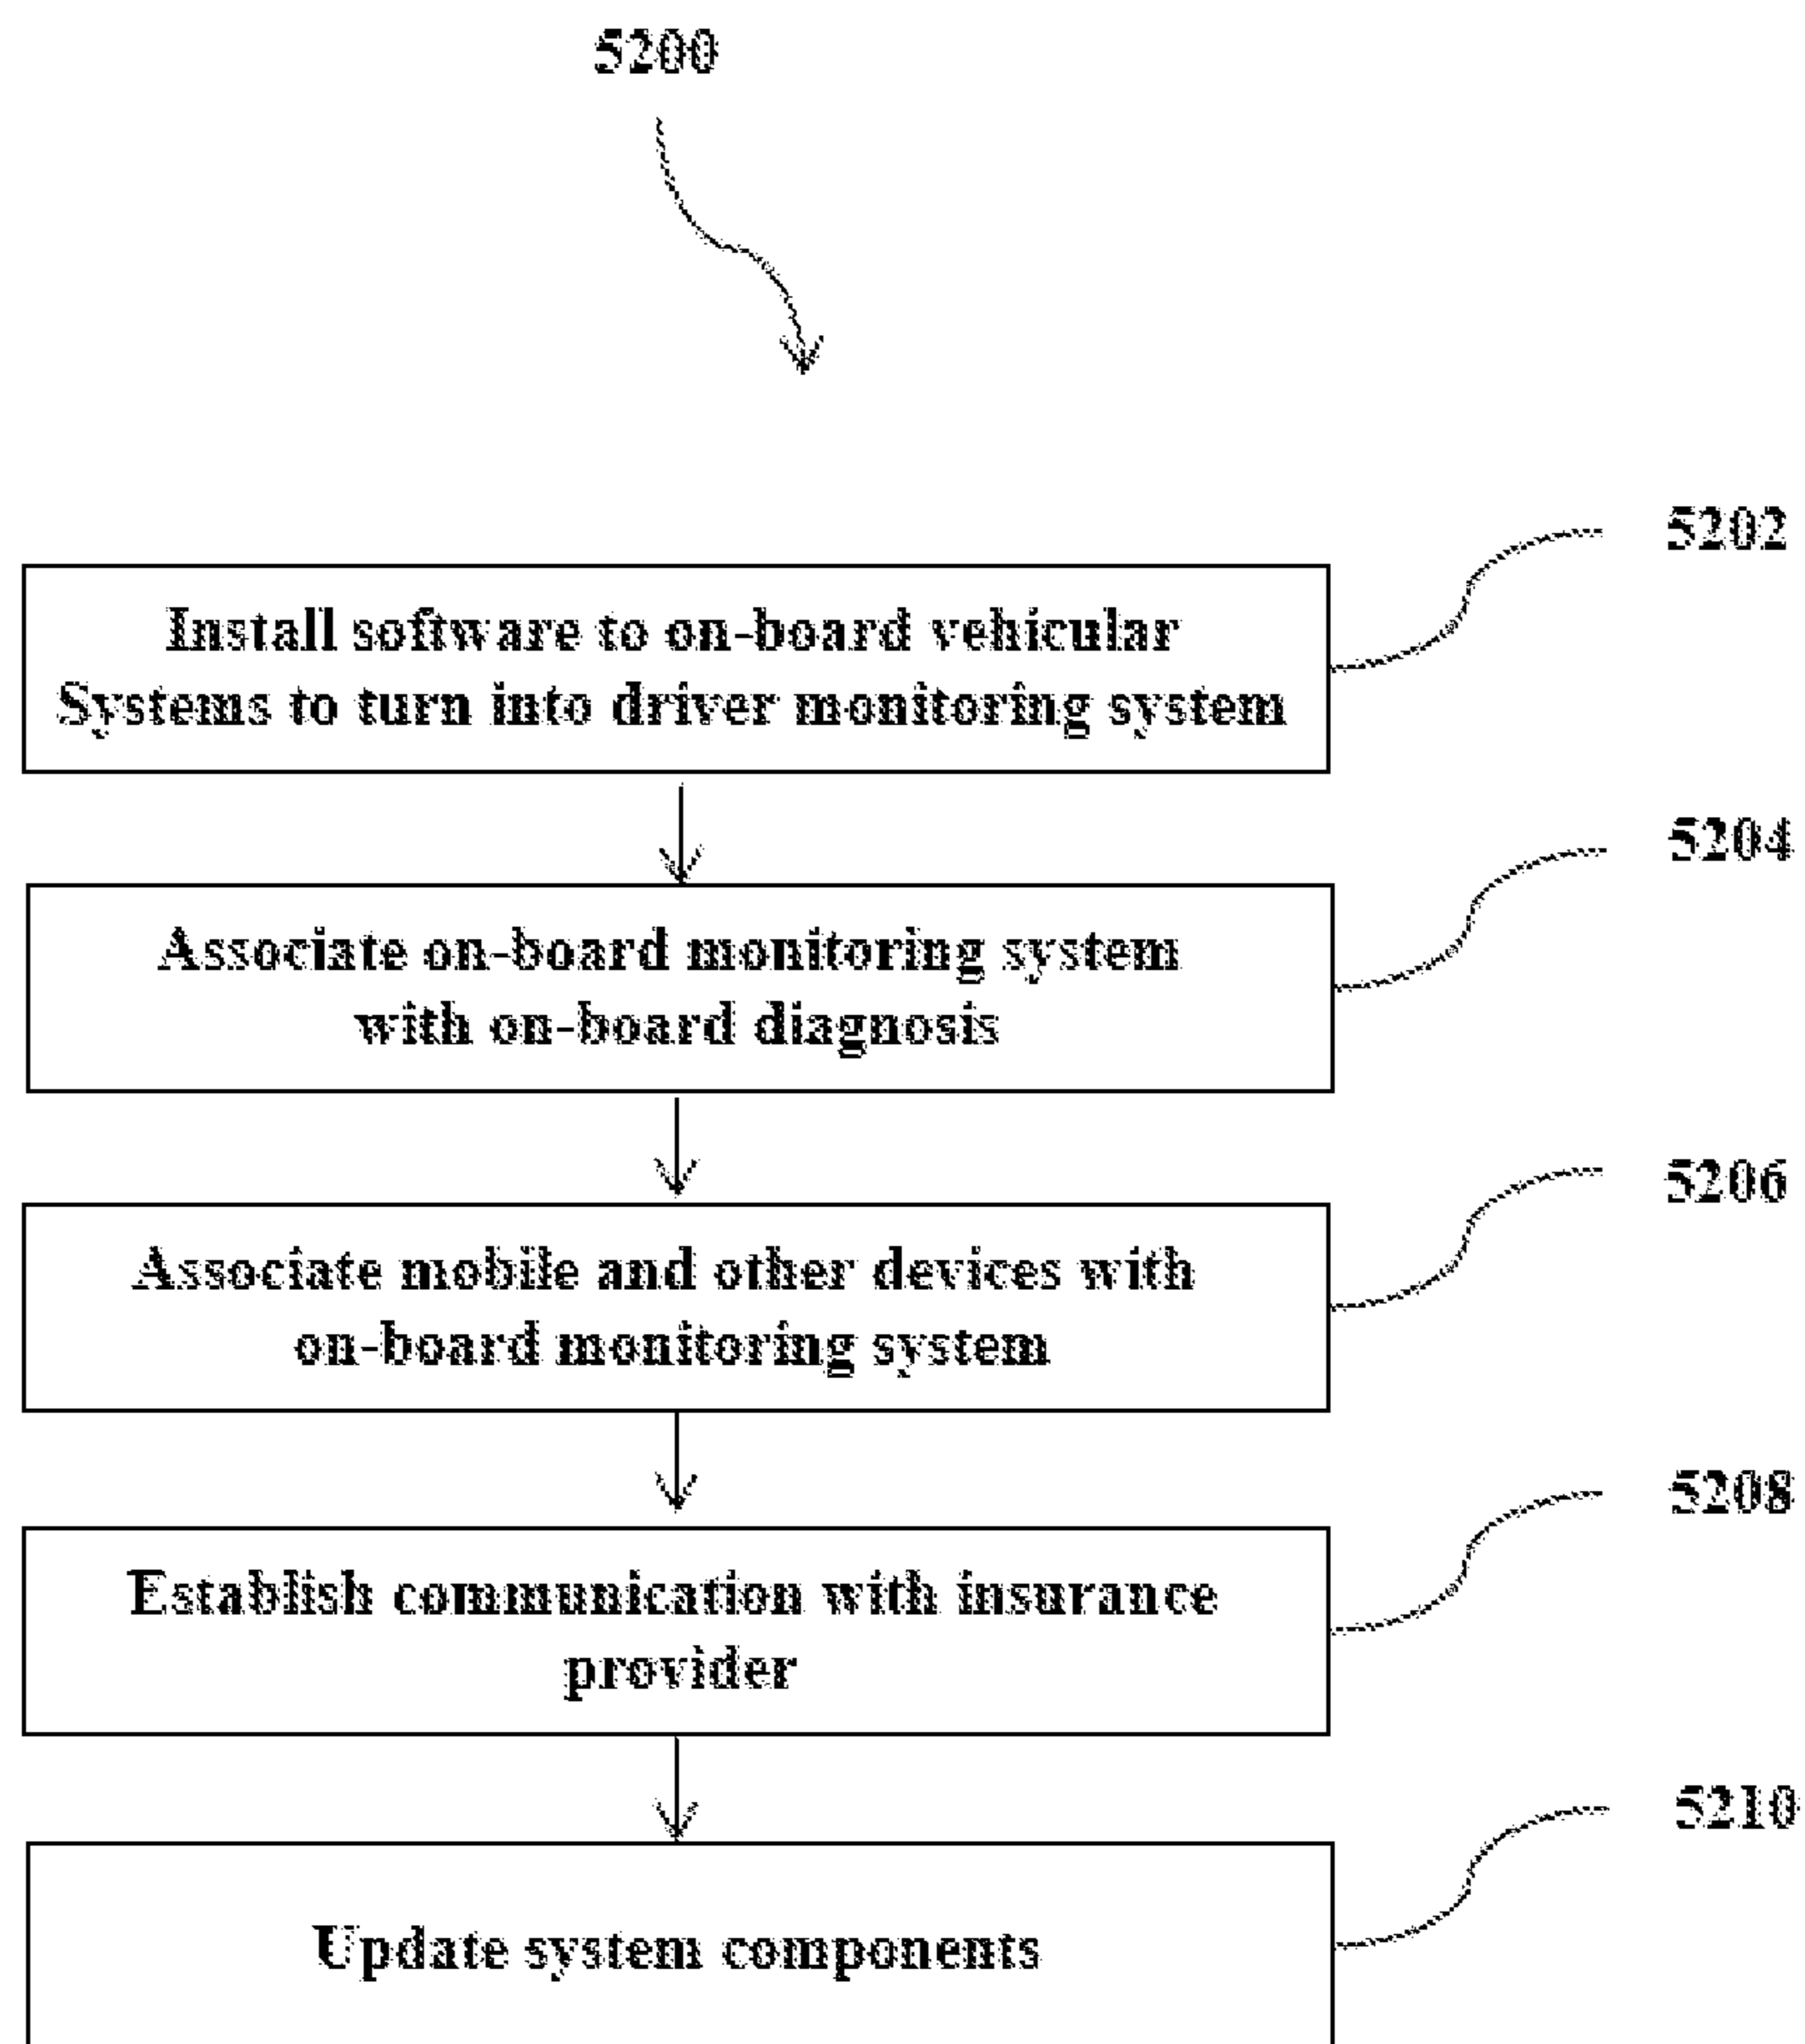 5200
5202
Install software to on-board vehicular
Systems to turn into driver monitoring system
5204
Associate on-board monitoring system
with on-board diagnosis
5206
Associate mobile and other devices with
on-board monitoring system
5208
Establish communication with insurance
provider
5210
Update system components